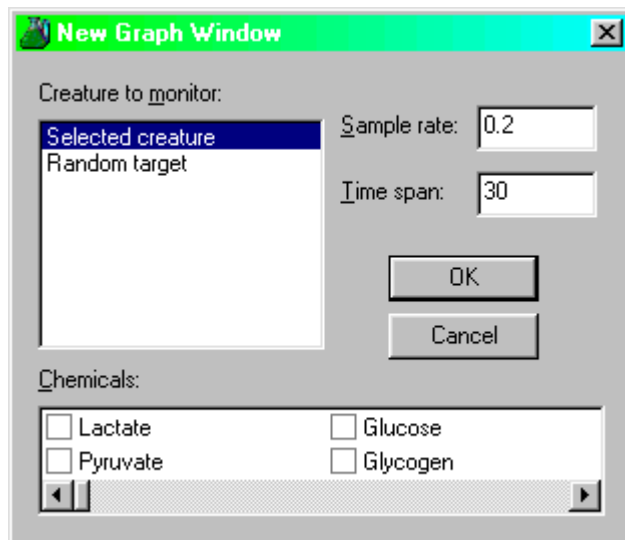 New Graph Window
Creature to monitor:
Selected creature
Random target
Sample rate: 0.2
Time span: 30
OK
Cancel
Chemicals:
Lactate Glucose
Pyruvate Glycogen